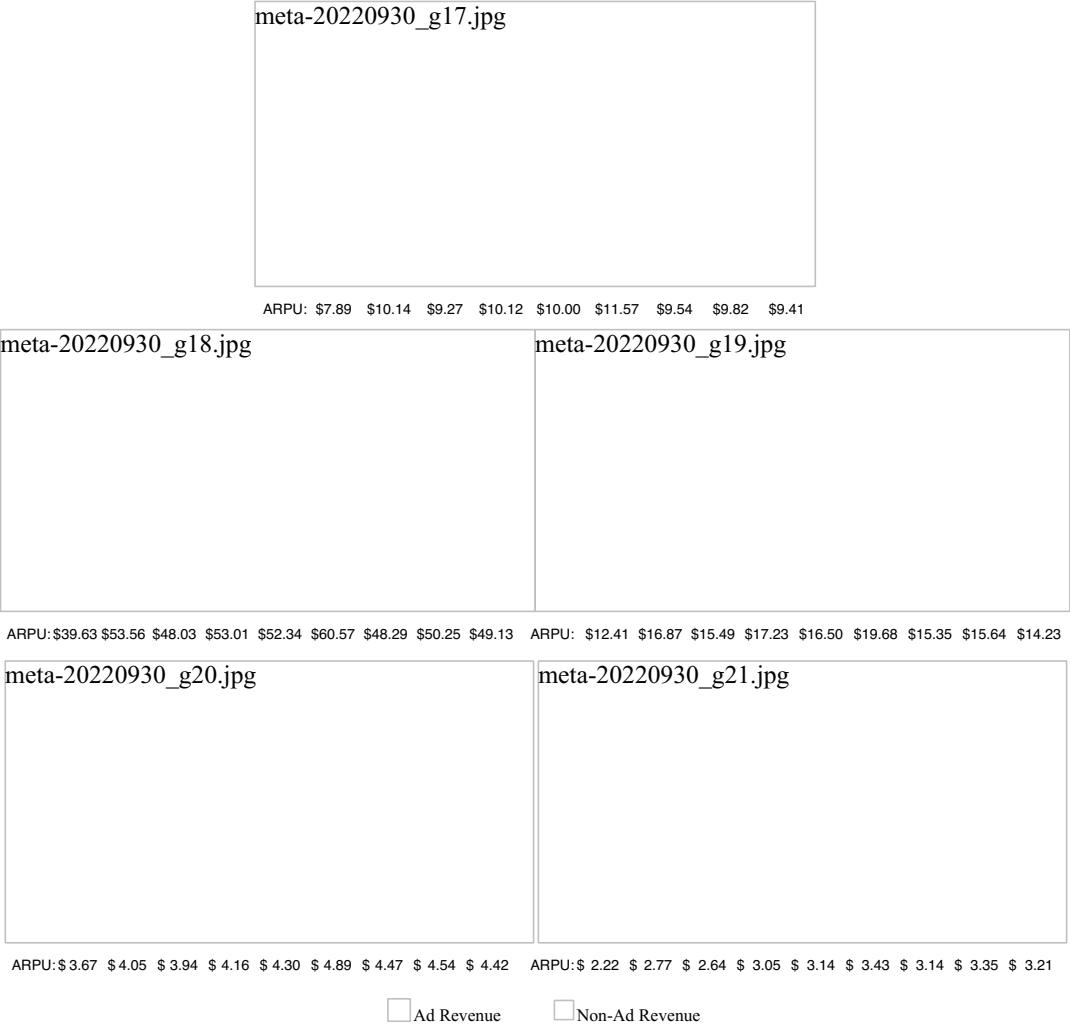 meta-20220930_g17.jpg
ARPU: $7.89 $10.14 $9.27 $10.12 $10.00 $11.57 $9.54 $9.82 $9.41
meta-20220930_g18.jpg
meta-20220930_g19.jpg
ARPU: $39.63 $53.56 $48.03 $53.01 $52.34 $60.57 $48.29 $50.25 $49.13
ARPU: $12.41 $16.87 $15.49 $17.23 $16.50 $19.68 $15.35 $15.64 $14.23
meta-20220930_g20.jpg
meta-20220930_g21.jpg
ARPU: $ 3.67 $ 4.05 $ 3.94 $ 4.16 $ 4.30 $ 4.89 $ 4.47 $ 4.54 $ 4.42
ARPU: $ 2.22 $ 2.77 $ 2.64 $ 3.05 $ 3.14 $ 3.43 $ 3.14 $ 3.35 $ 3.21
Ad Revenue
Non-Ad Revenue